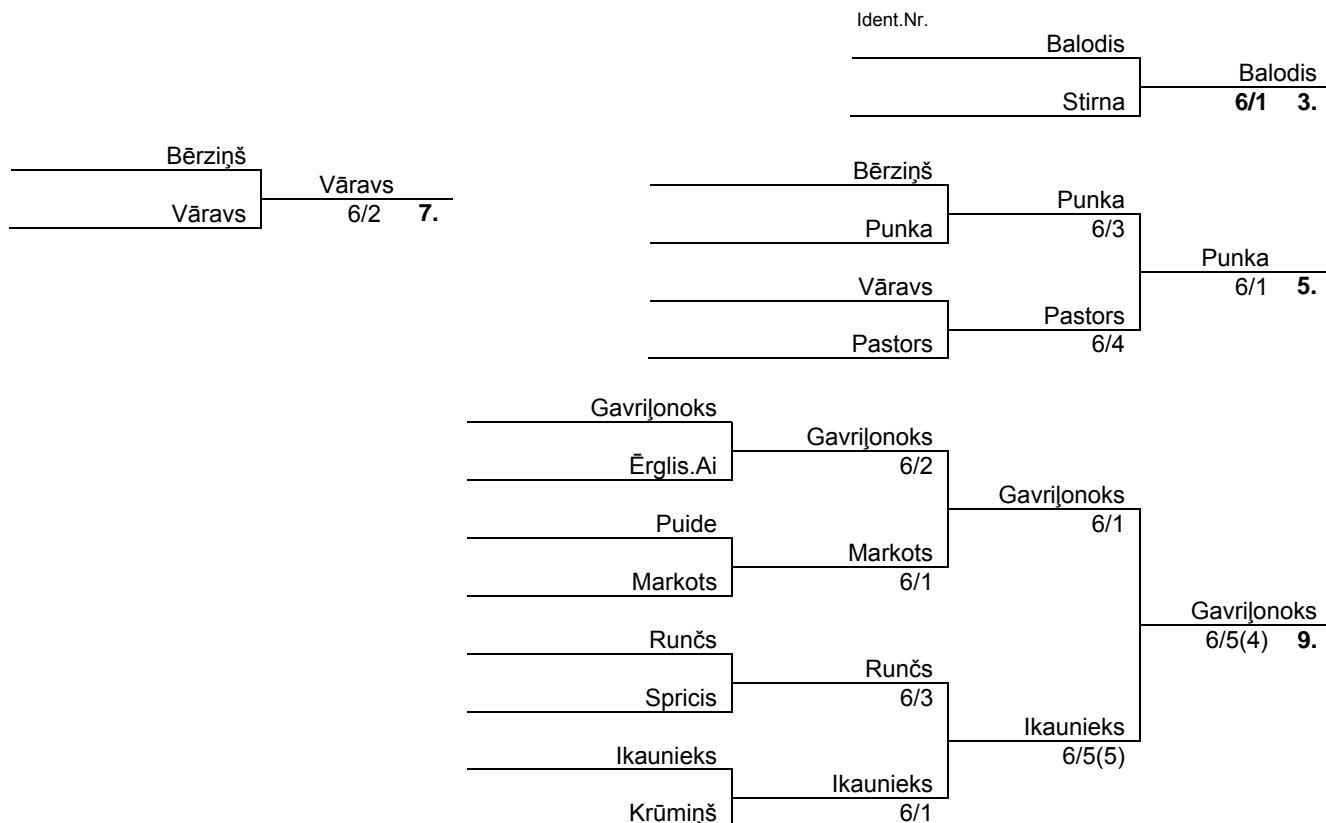 Ident.Nr.
Balodis
Balodis
6/1 3.
Stirna
Bērziņš
Vāravs
6/2 7.
Vāravs
Bērziņš
Punka
6/3
Punka
Punka
6/1 5.
Vāravs
Pastors
6/4
Pastors
Gavriļonoks
Gavriļonoks
6/2
Ērglis.Ai
Gavriļonoks
6/1
Puide
Markots
6/1
Markots
Gavriļonoks
6/5(4) 9.
Runčs
Runčs
6/3
Spricis
Ikaunieks
6/5(5)
Ikaunieks
Ikaunieks
6/1
Krūmiņš